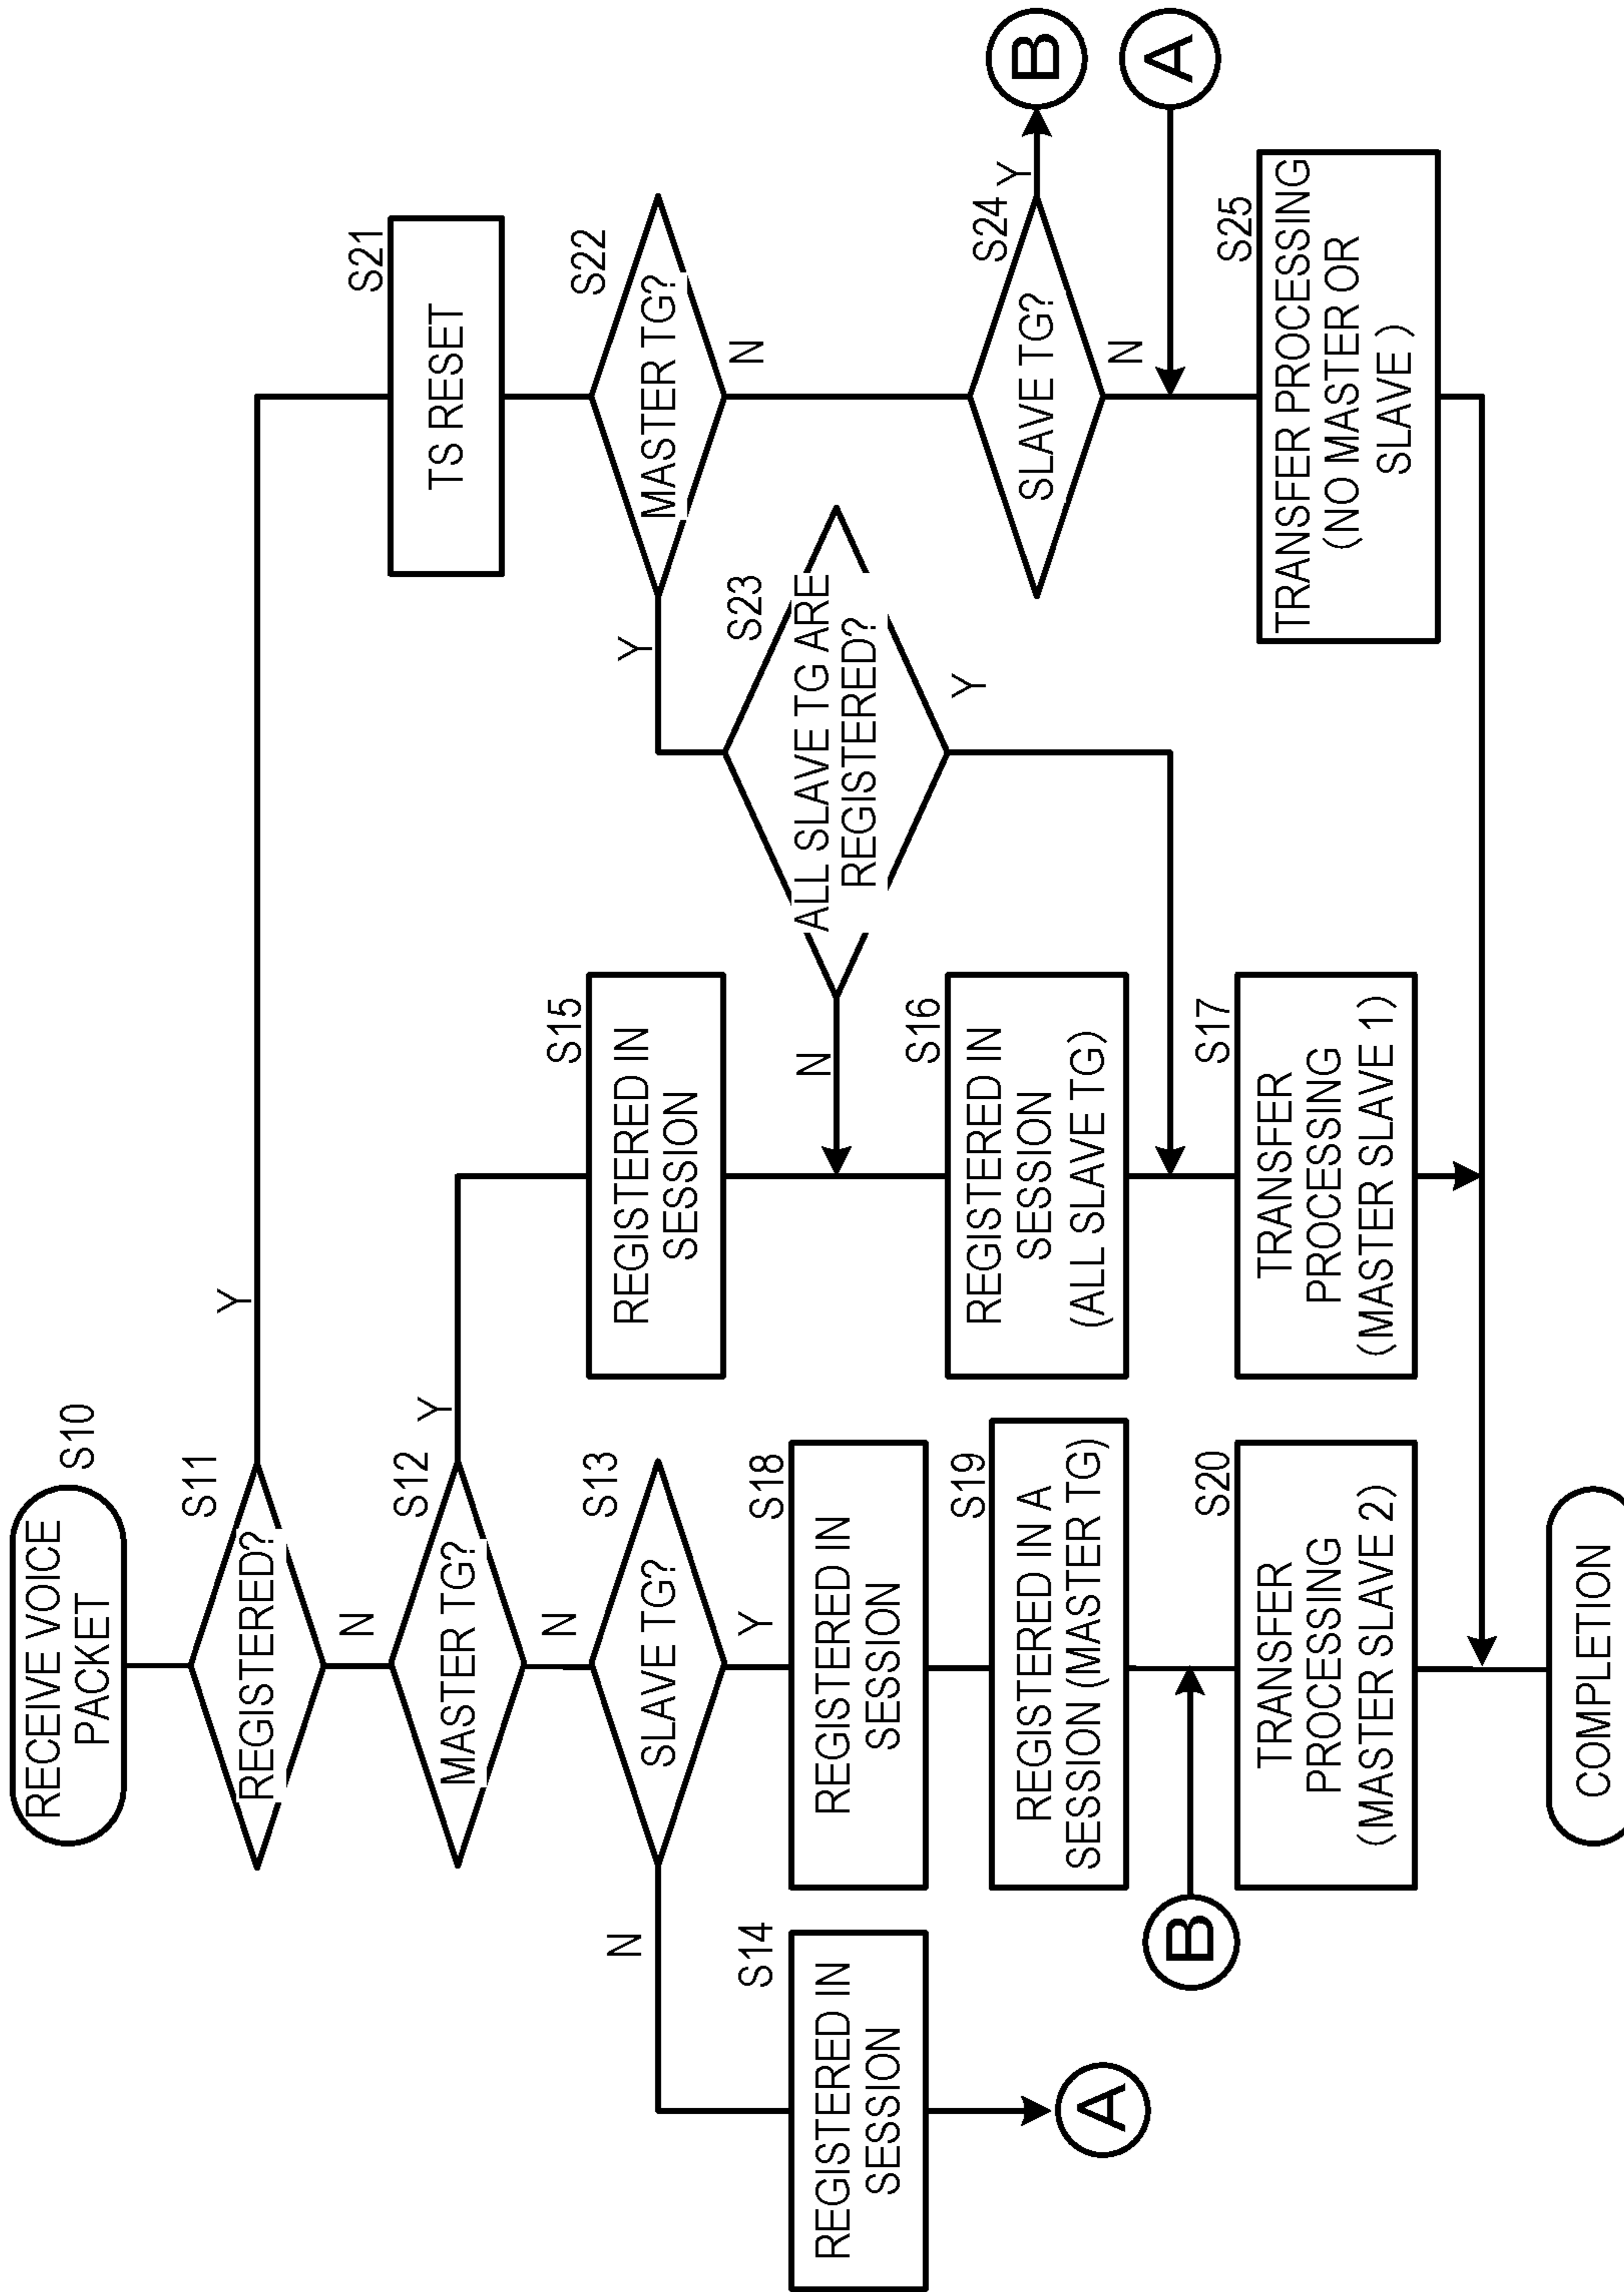 RECEIVE VOICE
PACKET
S10
S11
REGISTERED?
Y
N
S12
MASTER TG?
Y
N
S13
SLAVE TG?
N
Y
S14
REGISTERED IN
SESSION
A
S18
REGISTERED IN
SESSION
S19
REGISTERED IN A
SESSION (MASTER TG)
B
S20
TRANSFER
PROCESSING
(MASTER SLAVE 2)
COMPLETION
S15
REGISTERED IN
SESSION
N
S16
REGISTERED IN
SESSION
(ALL SLAVE TG)
S17
TRANSFER
PROCESSING
(MASTER SLAVE 1)
S21
TS RESET
S22
MASTER TG?
Y
N
S23
ALL SLAVE TG ARE
REGISTERED?
Y
S24
SLAVE TG?
Y
B
N
A
S25
TRANSFER PROCESSING
(NO MASTER OR
SLAVE )